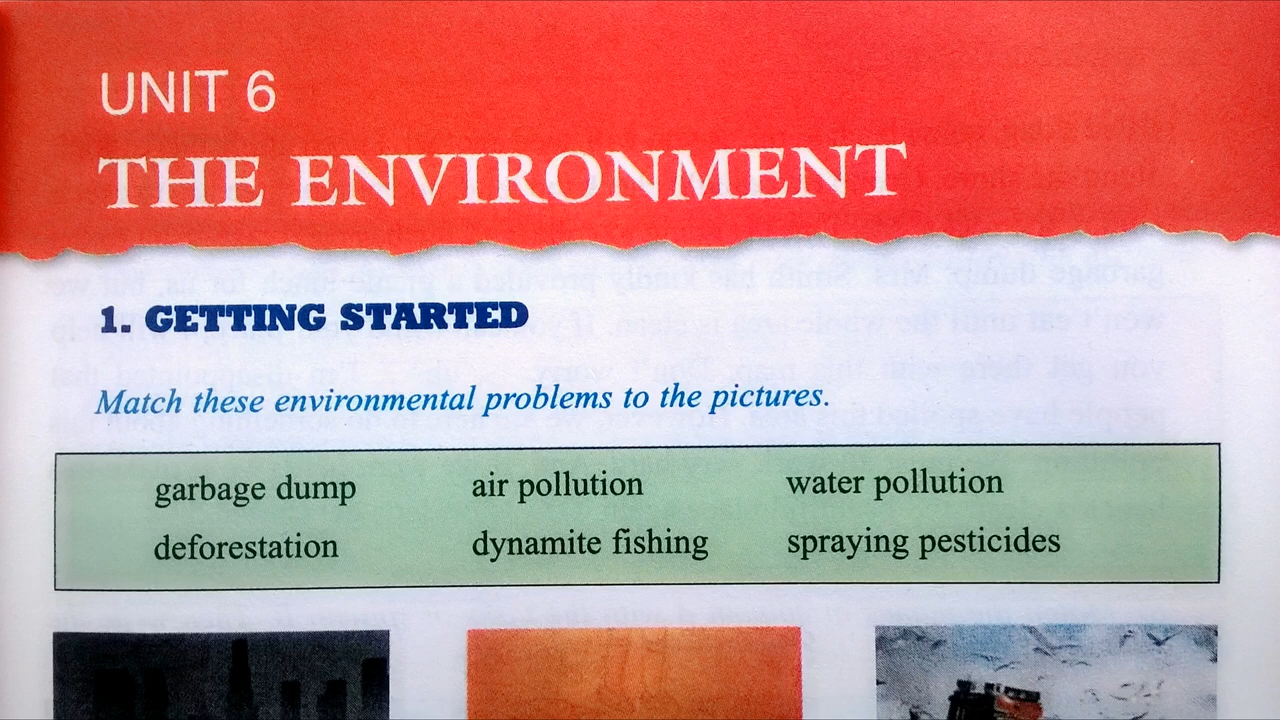 UNIT 6
THE ENVIRONMENT
1. GETTING STARTED
Match these environmental problems to the pictures.
garbage dump air pollution water pollution
deforestation dynamite fishing spraying pesticides